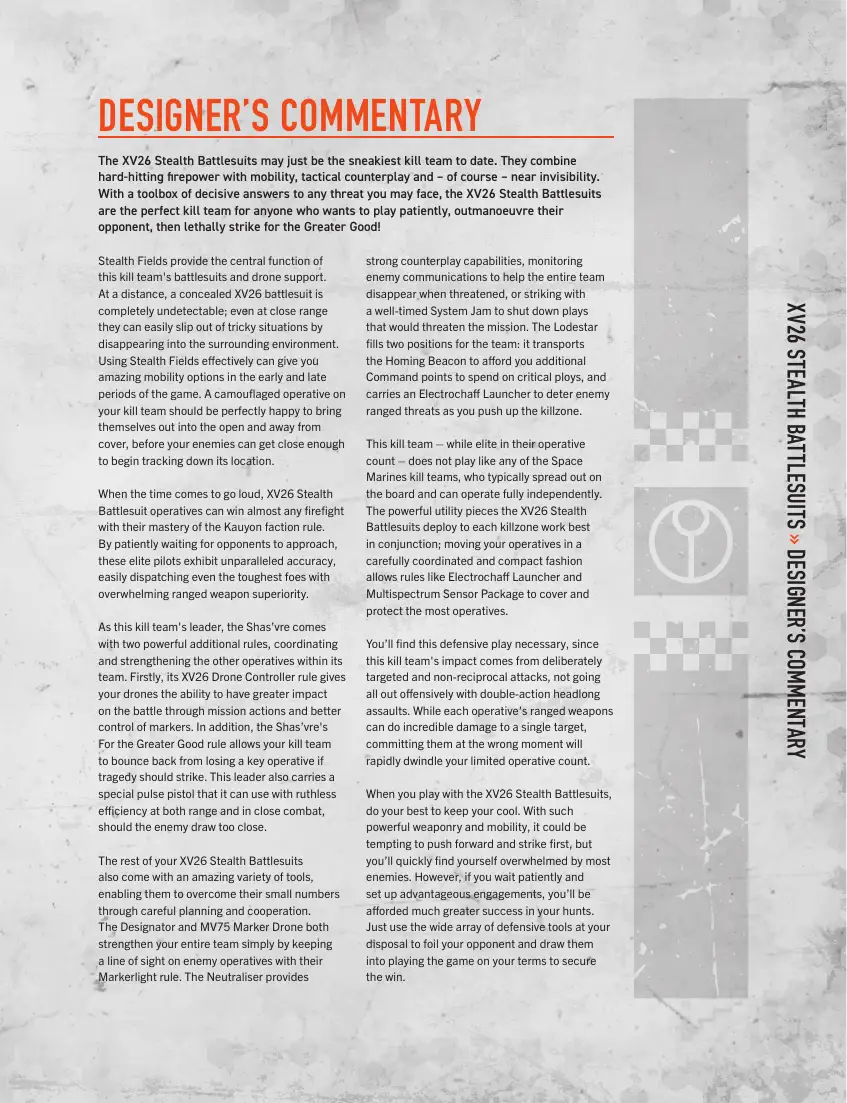 DESIGNER'S COMMENTARY
The XV26 Stealth Battlesuits may just be the sneakiest kill team to date. They combine
hard-hitting firepower with mobility, tactical counterplay and – of course – near invisibility.
With a toolbox of decisive answers to any threat you may face, the XV26 Stealth Battlesuits
are the perfect kill team for anyone who wants to play patiently, outmanoeuvre their
opponent, then lethally strike for the Greater Good!
Stealth Fields provide the central function of
this kill team's battlesuits and drone support.
At a distance, a concealed XV26 battlesuit is
completely undetectable; even at close range
they can easily slip out of tricky situations by
disappearing into the surrounding environment.
Using Stealth Fields effectively can give you
amazing mobility options in the early and late
periods of the game. A camouflaged operative on
your kill team should be perfectly happy to bring
themselves out into the open and away from
cover, before your enemies can get close enough
to begin tracking down its location.
When the time comes to go loud, XV26 Stealth
Battlesuit operatives can win almost any firefight
with their mastery of the Kauyon faction rule.
By patiently waiting for opponents to approach,
these elite pilots exhibit unparalleled accuracy,
easily dispatching even the toughest foes with
overwhelming ranged weapon superiority.
As this kill team's leader, the Shas'vre comes
with two powerful additional rules, coordinating
and strengthening the other operatives within its
team. Firstly, its XV26 Drone Controller rule gives
your drones the ability to have greater impact
on the battle through mission actions and better
control of markers. In addition, the Shas'vre's
For the Greater Good rule allows your kill team
to bounce back from losing a key operative if
tragedy should strike. This leader also carries a
special pulse pistol that it can use with ruthless
efficiency at both range and in close combat,
should the enemy draw too close.
The rest of your XV26 Stealth Battlesuits
also come with an amazing variety of tools,
enabling them to overcome their small numbers
through careful planning and cooperation.
The Designator and MV75 Marker Drone both
strengthen your entire team simply by keeping
a line of sight on enemy operatives with their
Markerlight rule. The Neutraliser provides
strong counterplay capabilities, monitoring
enemy communications to help the entire team
disappear when threatened, or striking with
a well-timed System Jam to shut down plays
that would threaten the mission. The Lodestar
fills two positions for the team: it transports
the Homing Beacon to afford you additional
Command points to spend on critical ploys, and
carries an Electrochaff Launcher to deter enemy
ranged threats as you push up the killzone.
This kill team – while elite in their operative
count – does not play like any of the Space
Marines kill teams, who typically spread out on
the board and can operate fully independently.
The powerful utility pieces the XV26 Stealth
Battlesuits deploy to each killzone work best
in conjunction; moving your operatives in a
carefully coordinated and compact fashion
allows rules like Electrochaff Launcher and
Multispectrum Sensor Package to cover and
protect the most operatives.
You'll find this defensive play necessary, since
this kill team's impact comes from deliberately
targeted and non-reciprocal attacks, not going
all out offensively with double-action headlong
assaults. While each operative's ranged weapons
can do incredible damage to a single target,
committing them at the wrong moment will
rapidly dwindle your limited operative count.
When you play with the XV26 Stealth Battlesuits,
do your best to keep your cool. With such
powerful weaponry and mobility, it could be
tempting to push forward and strike first, but
you'll quickly find yourself overwhelmed by most
enemies. However, if you wait patiently and
set up advantageous engagements, you'll be
afforded much greater success in your hunts.
Just use the wide array of defensive tools at your
disposal to foil your opponent and draw them
into playing the game on your terms to secure
the win.
XV26 STEALTH BATTLESUITS » DESIGNER'S COMMENTARY